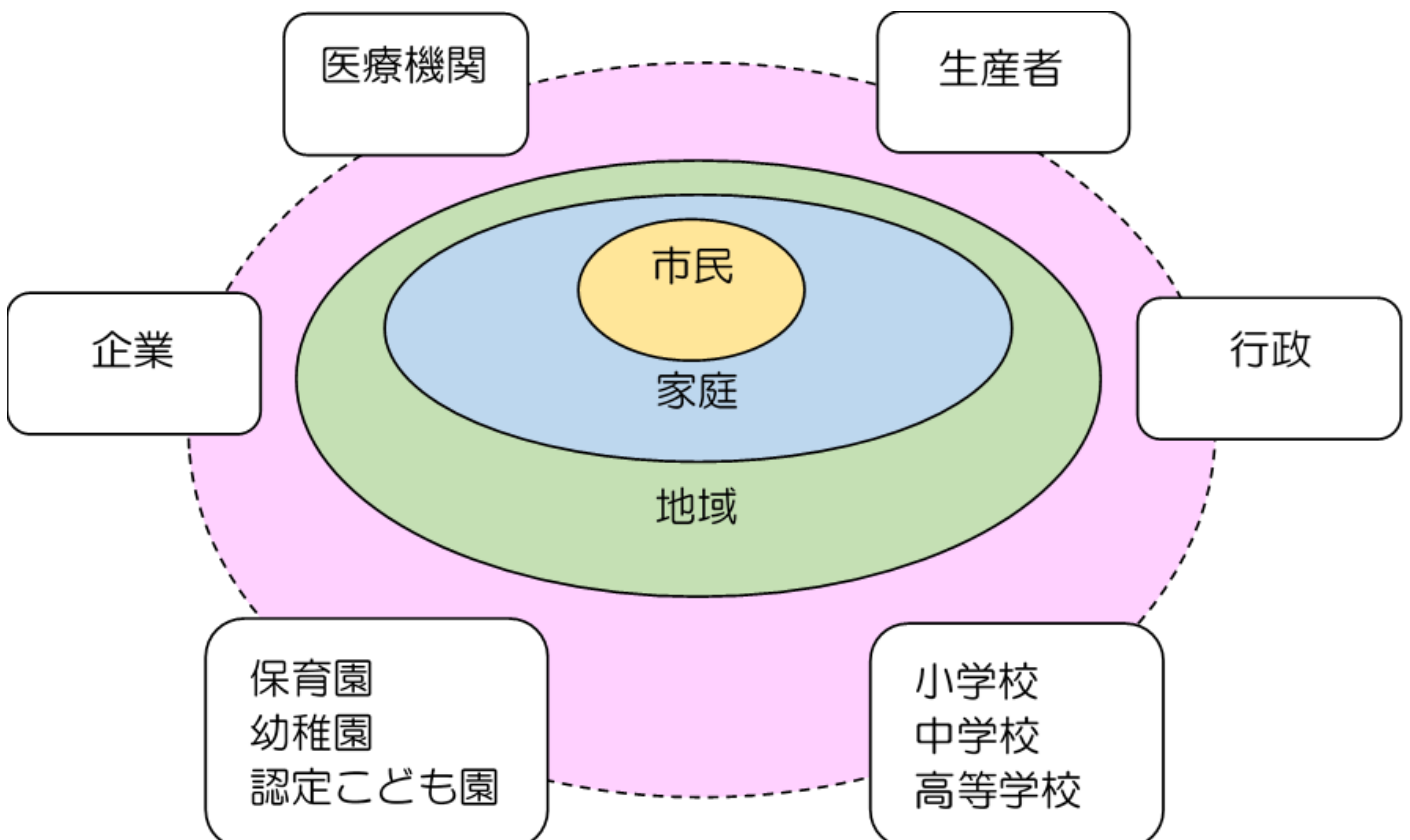 医療機関
生産者
市民
企業
行政
家庭
地域
保育園
幼稚園
認定こども園
小学校
中学校
高等学校